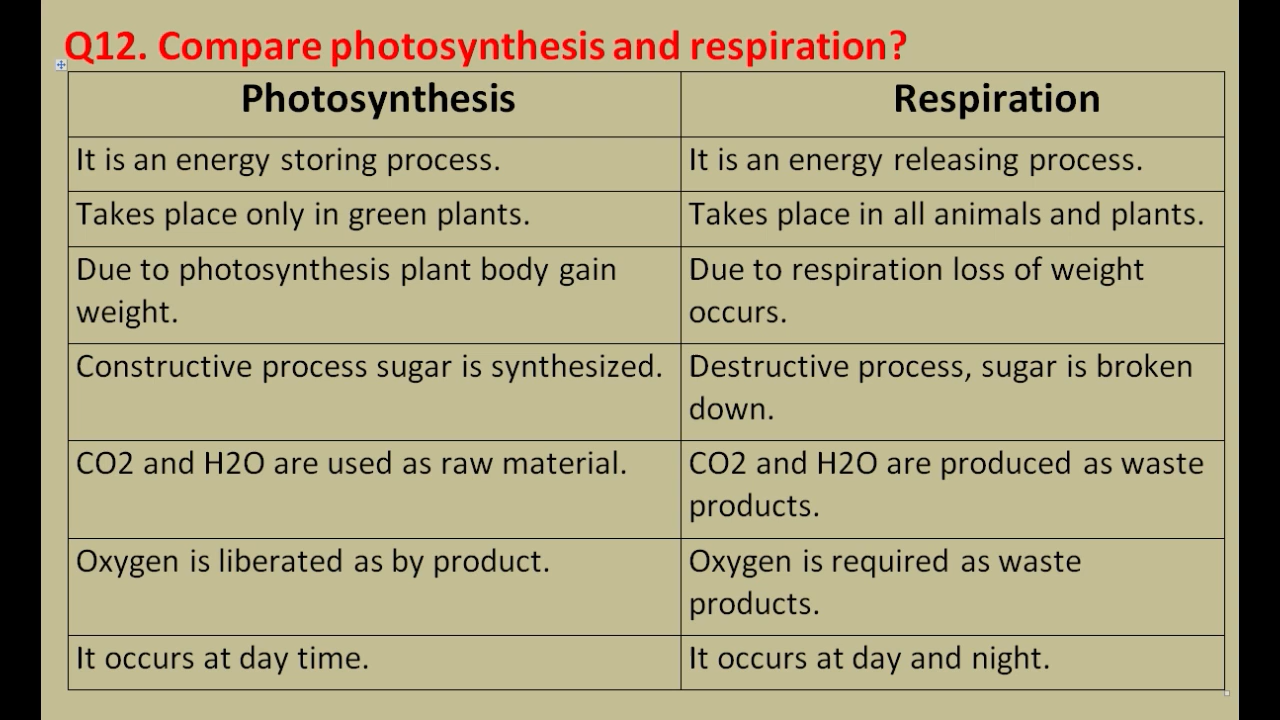 Q12. Compare photosynthesis and respiration?
Photosynthesis
Respiration
It is an energy storing process.
It is an energy releasing process.
Takes place only in green plants.
Takes place in all animals and plants.
Due to photosynthesis plant body gain
weight.
Due to respiration loss of weight
occurs.
Constructive process sugar is synthesized.
Destructive process, sugar is broken
down.
CO2 and H2O are used as raw material.
CO2 and H2O are produced as waste
products.
Oxygen is liberated as by product.
Oxygen is required as waste
products.
It occurs at day time.
It occurs at day and night.